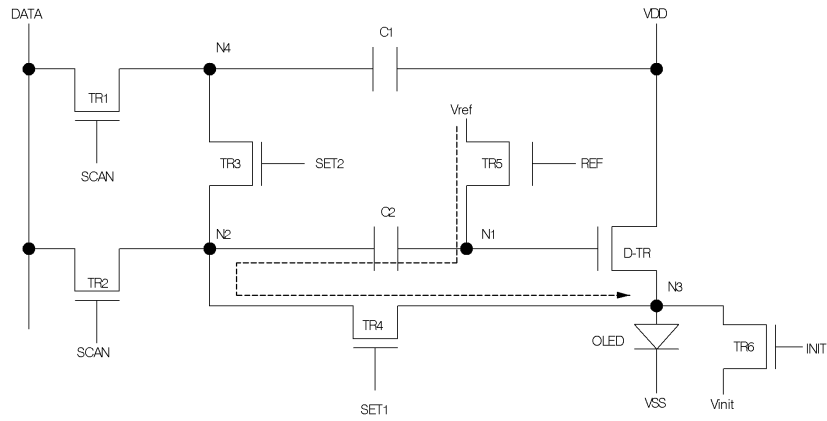 DATA
VDD
N4
C1
TR1
Vref
TR3
SET2
TR5
REF
SCAN
N2
C2
N1
D-TR
TR2
N3
TR4
OLED
TR6
INIT
SCAN
SET1
VSS
Vinit